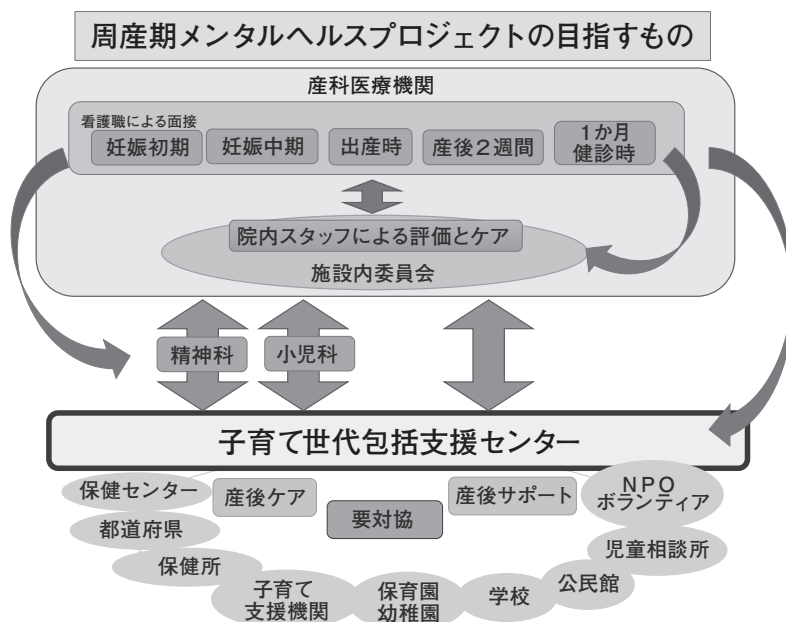 周産期メンタルヘルスプロジェクトの目指すもの
産科医療機関
看護職による面接
妊娠初期
妊娠中期
出産時
産後2週間
1か月
健診時
院内スタッフによる評価とケア
施設内委員会
精神科
小児科
子育て世代包括支援センター
保健センター
産後ケア
要対協
産後サポート
NPO
ボランティア
都道府県
児童相談所
保健所
子育て
支援機関
保育園
幼稚園
学校
公民館